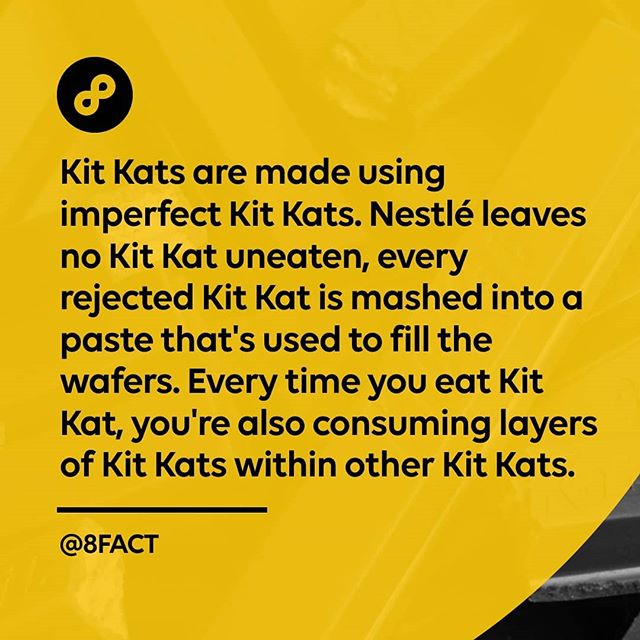 Kit Kats are made using
imperfect Kit Kats. Nestlé leaves
no Kit Kat uneaten, every
rejected Kit Kat is mashed into a
paste that's used to fill the
wafers. Every time you eat Kit
Kat, you're also consuming layers
of Kit Kats within other Kit Kats.
@8FACT